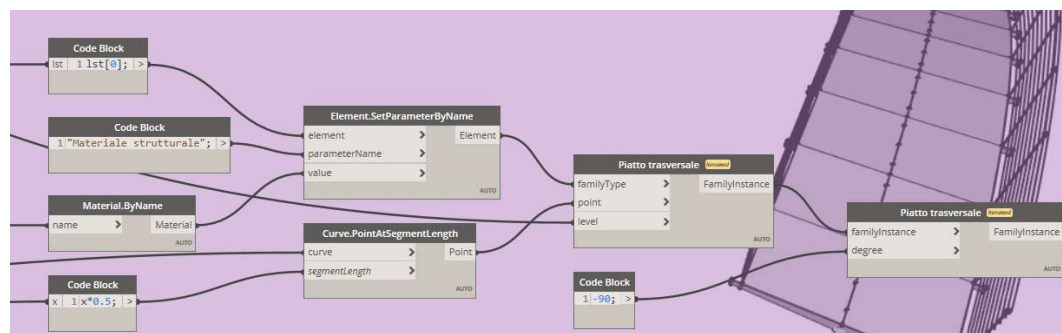 Code Block
lst 1 lst[0]; >
Code Block
1 "Materiale strutturale"; >
Material.ByName
name > Material
AUTO
Code Block
x 1 x*0.5; >
Element.SetParameterByName
element > Element
parameterName >
value >
AUTO
Curve.PointAtSegmentLength
curve > Point
segmentLength >
AUTO
Piatto trasversale Renamed
familyType > FamilyInstance
point >
level >
AUTO
Code Block
1 -90; >
Piatto trasversale Renamed
familyInstance > FamilyInstance
degree >
AUTO